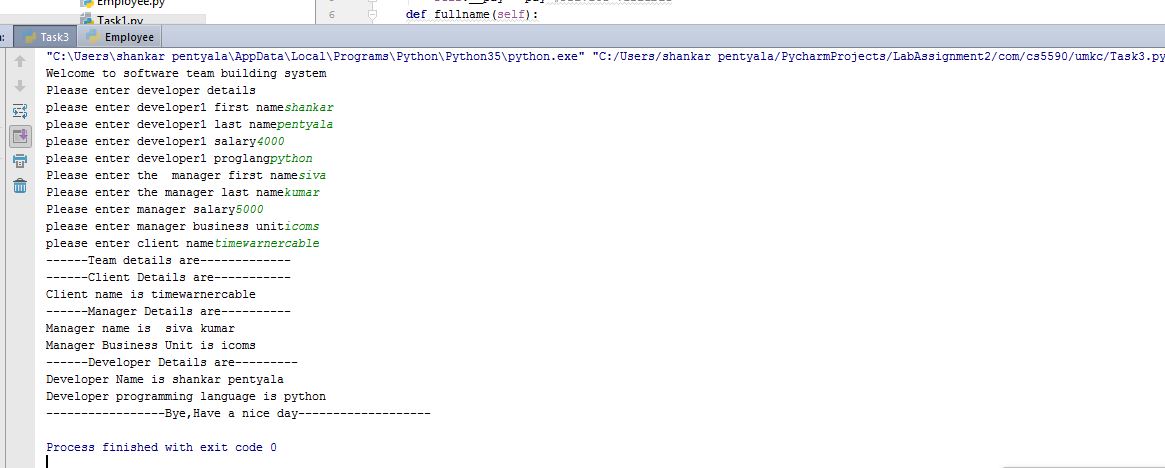 Employee.py
Task1.py
6 def fullname(self):
Task3 Employee
"C:\Users\shankar pentyala\AppData\Local\Programs\Python\Python35\python.exe" "C:/Users/shankar pentyala/PycharmProjects/LabAssignment2/com/cs5590/umkc/Task3.py
Welcome to software team building system
Please enter developer details
please enter developer1 first nameshankar
please enter developer1 last namepentyala
please enter developer1 salary4000
please enter developer1 proglangpython
Please enter the  manager first namesiva
Please enter the manager last namekumar
Please enter manager salary5000
please enter manager business uniticoms
please enter client nametimewarnercable
------Team details are-------------
------Client Details are-----------
Client name is timewarnercable
------Manager Details are----------
Manager name is  siva kumar
Manager Business Unit is icoms
------Developer Details are---------
Developer Name is shankar pentyala
Developer programming language is python
-----------------Bye,Have a nice day-------------------
Process finished with exit code 0